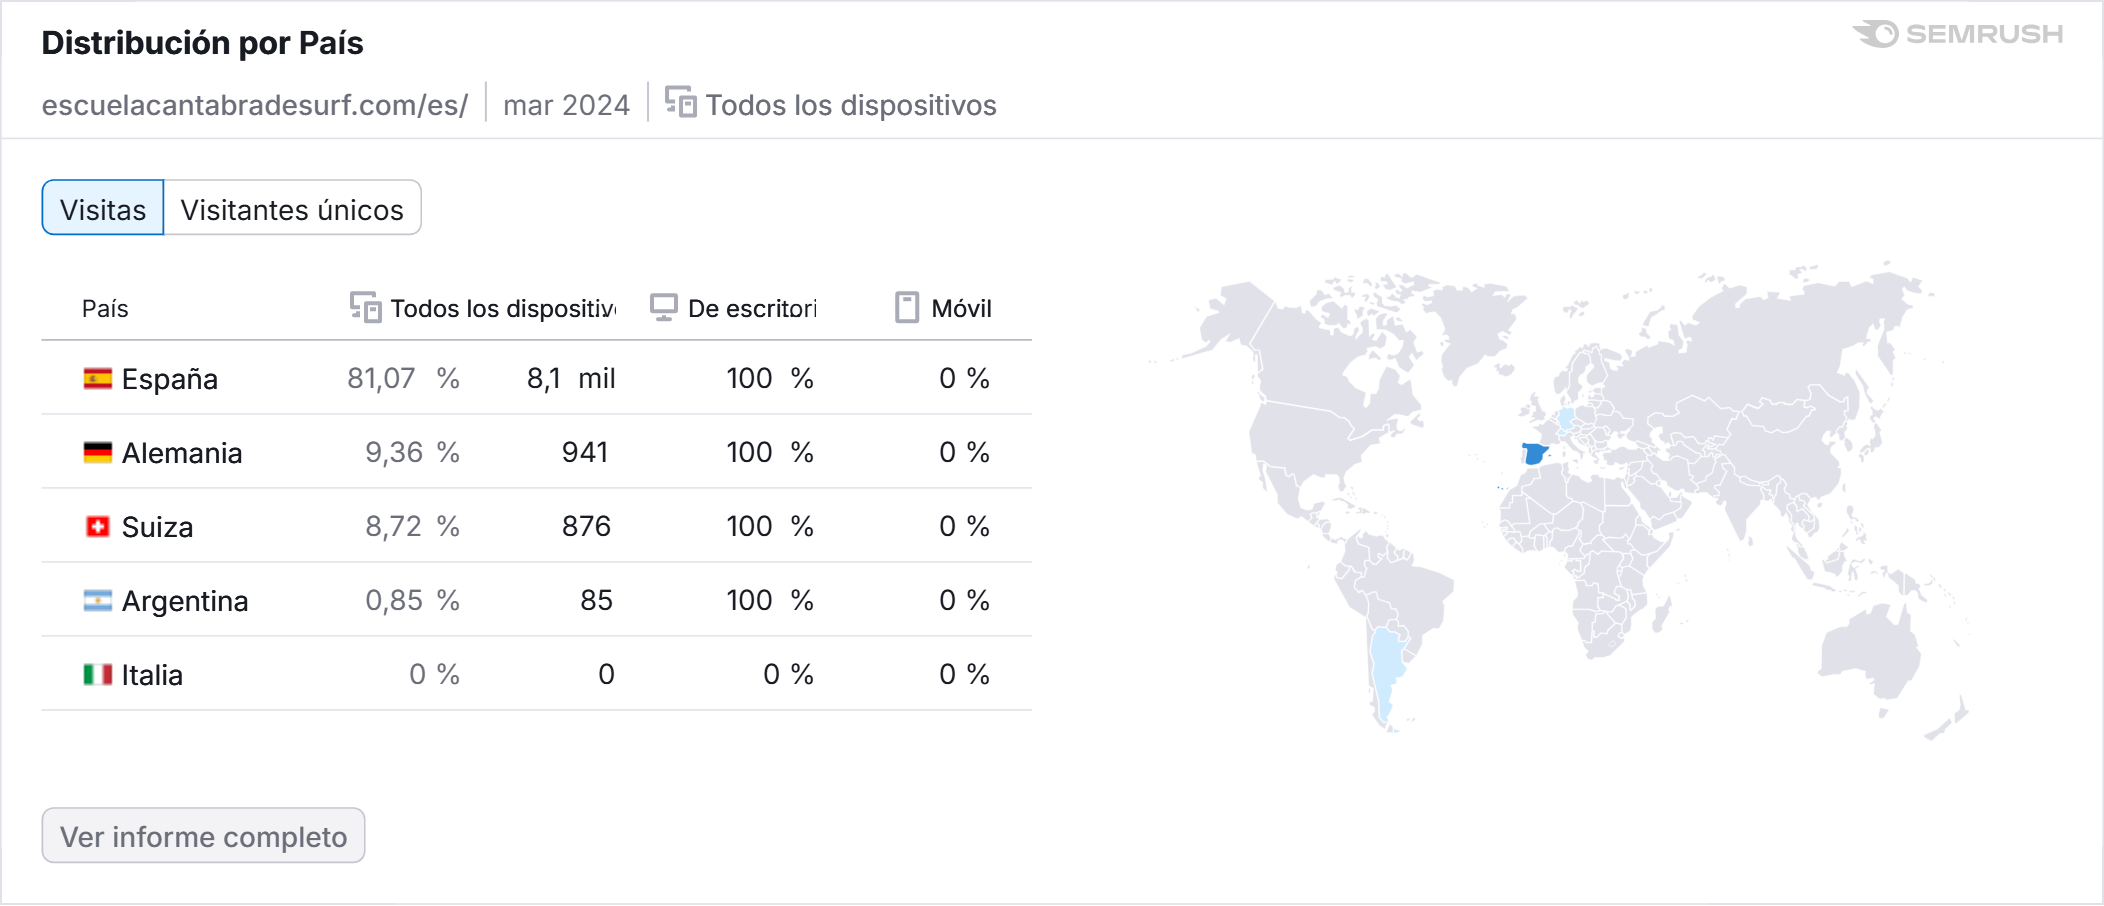 Distribución por País
SEMRUSH
escuelacantabradesurf.com/es/ mar 2024 Todos los dispositivos
Visitas Visitantes únicos
País Todos los dispositiv De escritori Móvil
España 81,07 % 8,1 mil 100 % 0 %
Alemania 9,36 % 941 100 % 0 %
Suiza 8,72 % 876 100 % 0 %
Argentina 0,85 % 85 100 % 0 %
Italia 0 % 0 0 % 0 %
Ver informe completo